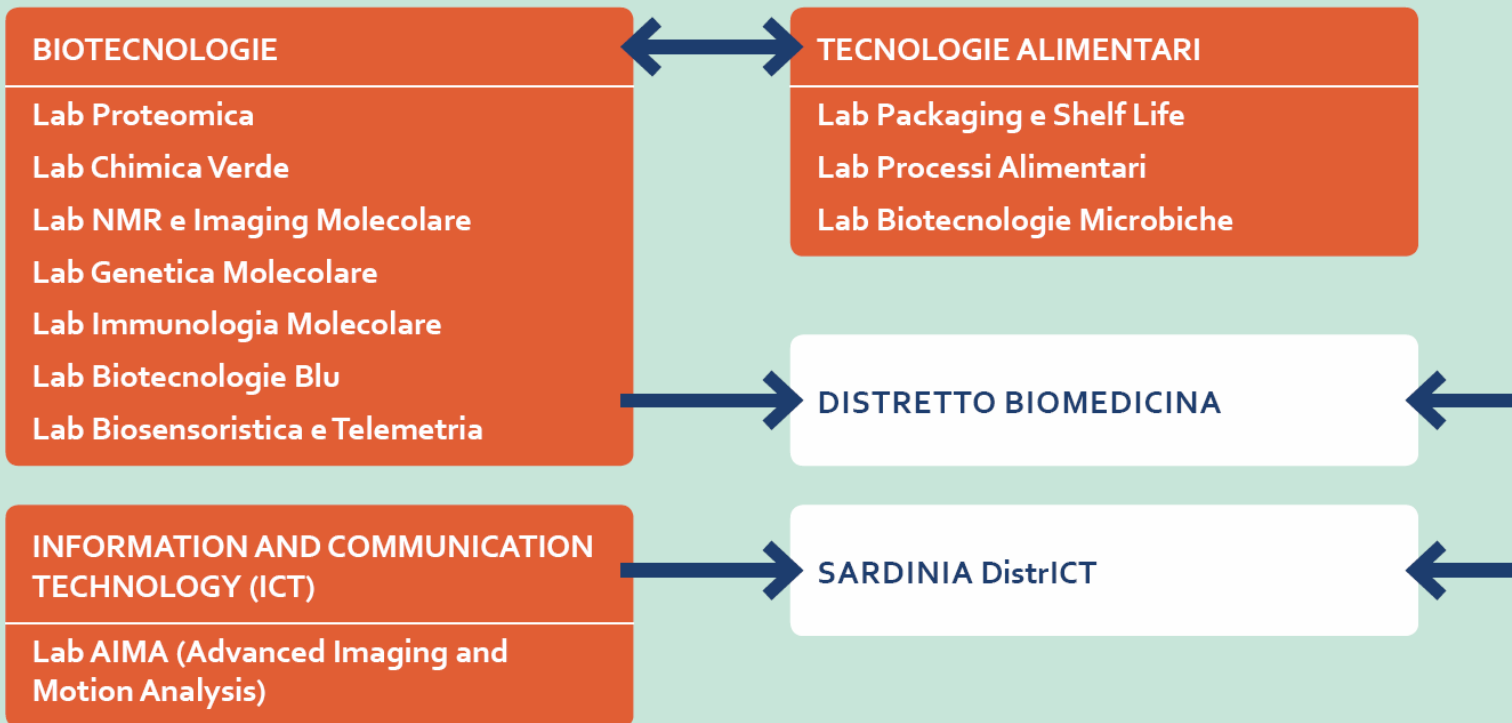 BIOTECNOLOGIE
Lab Proteomica
Lab Chimica Verde
Lab NMR e Imaging Molecolare
Lab Genetica Molecolare
Lab Immunologia Molecolare
Lab Biotecnologie Blu
Lab Biosensoristica e Telemetria
TECNOLOGIE ALIMENTARI
Lab Packaging e Shelf Life
Lab Processi Alimentari
Lab Biotecnologie Microbiche
DISTRETTO BIOMEDICINA
INFORMATION AND COMMUNICATION
TECHNOLOGY (ICT)
Lab AIMA (Advanced Imaging and
Motion Analysis)
SARDINIA DistrICT